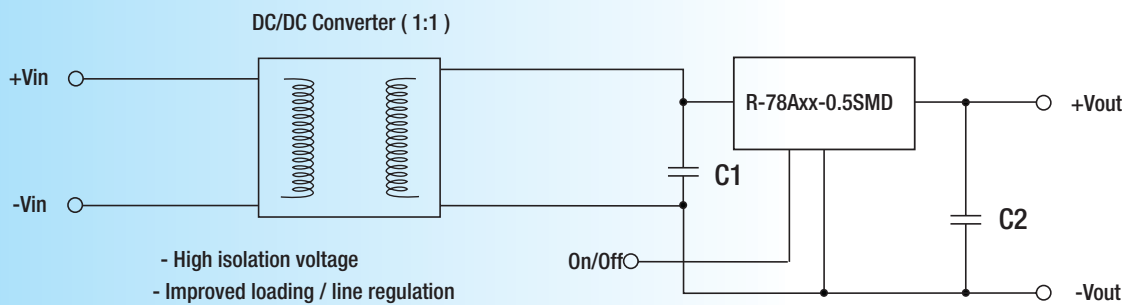 DC/DC Converter ( 1:1 )
+Vin
R-78Axx-0.5SMD
+Vout
C1
-Vin
C2
On/Off
- High isolation voltage
- Improved loading / line regulation
-Vout